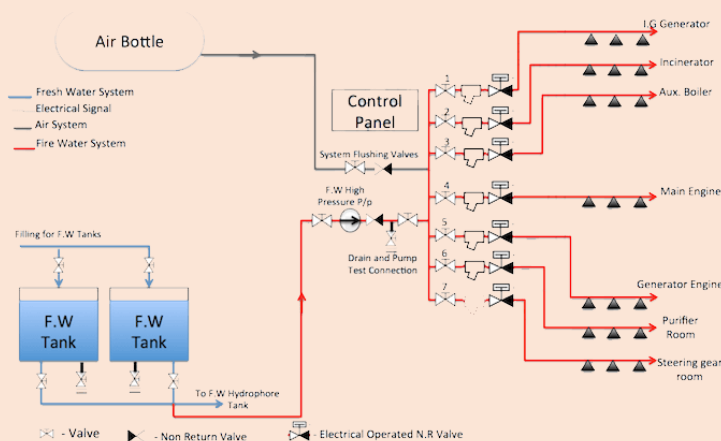 Air Bottle
Fresh Water System
Electrical Signal
Air System
Fire Water System
Control
Panel
System Flushing Valves
F.W High
Pressure P/p
Drain and Pump
Test Connection
Filling for F.W Tanks
F.W
Tank
F.W
Tank
To F.W Hydrophore
Tank
1
2
3
4
5
6
7
I.G Generator
Incinerator
Aux. Boiler
Main Engine
Generator Engine
Purifier
Room
Steering gear
room
- Valve
- Non Return Valve
- Electrical Operated N.R Valve